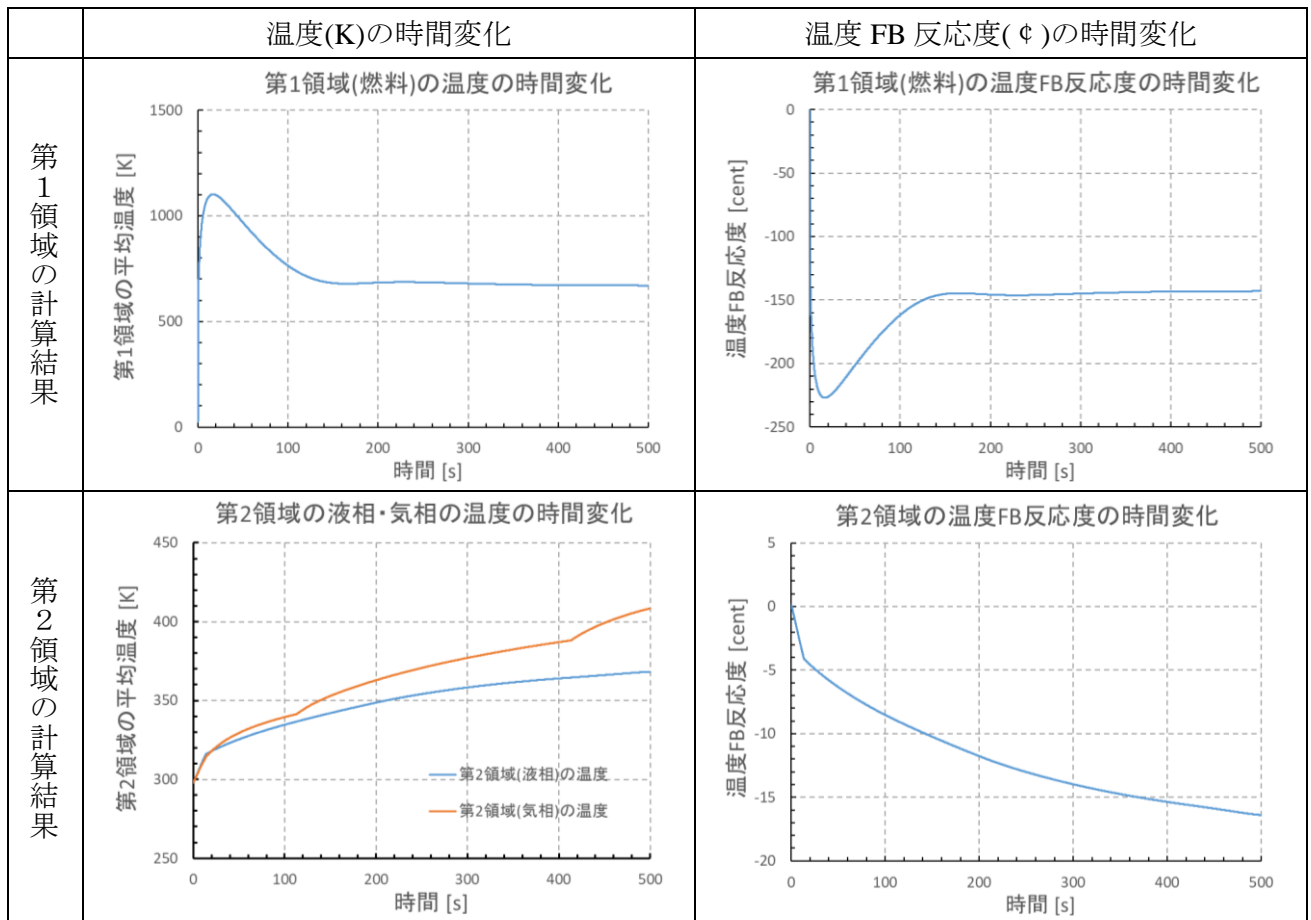 温度(K)の時間変化
温度 FB 反応度(￠)の時間変化
第1領域の計算結果
第1領域(燃料)の温度の時間変化
第1領域の平均温度 [K]
1500
1000
500
0
0 100 200 300 400 500
時間 [s]
第1領域(燃料)の温度FB反応度の時間変化
温度FB反応度 [cent]
0
-50
-100
-150
-200
-250
0 100 200 300 400 500
時間 [s]
第2領域の計算結果
第2領域の液相・気相の温度の時間変化
第2領域の平均温度 [K]
450
400
350
300
250
第2領域(液相)の温度
第2領域(気相)の温度
0 100 200 300 400 500
時間 [s]
第2領域の温度FB反応度の時間変化
温度FB反応度 [cent]
5
0
-5
-10
-15
-20
0 100 200 300 400 500
時間 [s]